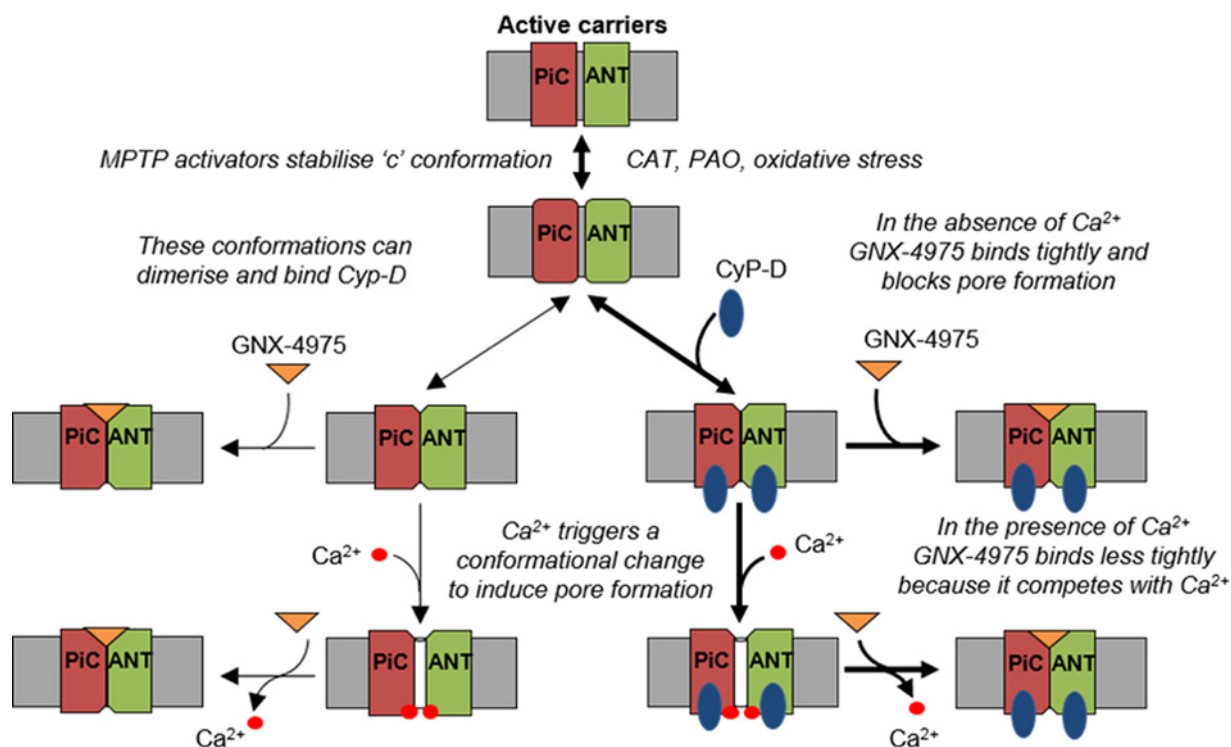 Active carriers
PiC ANT
MPTP activators stabilise ‘c’ conformation
CAT, PAO, oxidative stress
PiC ANT
These conformations can
dimerise and bind Cyp-D
CyP-D
In the absence of Ca²⁺
GNX-4975 binds tightly and
blocks pore formation
GNX-4975
GNX-4975
PiC ANT
PiC ANT
PiC ANT
PiC ANT
Ca²⁺
Ca²⁺ triggers a
conformational change
to induce pore formation
Ca²⁺
In the presence of Ca²⁺
GNX-4975 binds less tightly
because it competes with Ca²⁺
PiC ANT
PiC ANT
PiC ANT
PiC ANT
Ca²⁺
Ca²⁺